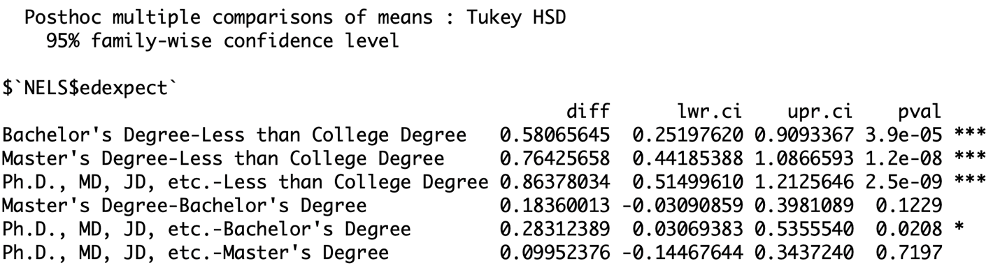 Posthoc multiple comparisons of means : Tukey HSD
95% family-wise confidence level
$`NELS$edexpect`
diff lwr.ci upr.ci pval
Bachelor's Degree-Less than College Degree 0.58065645 0.25197620 0.9093367 3.9e-05 ***
Master's Degree-Less than College Degree 0.76425658 0.44185388 1.0866593 1.2e-08 ***
Ph.D., MD, JD, etc.-Less than College Degree 0.86378034 0.51499610 1.2125646 2.5e-09 ***
Master's Degree-Bachelor's Degree 0.18360013 -0.03090859 0.3981089 0.1229
Ph.D., MD, JD, etc.-Bachelor's Degree 0.28312389 0.03069383 0.5355540 0.0208 *
Ph.D., MD, JD, etc.-Master's Degree 0.09952376 -0.14467644 0.3437240 0.7197